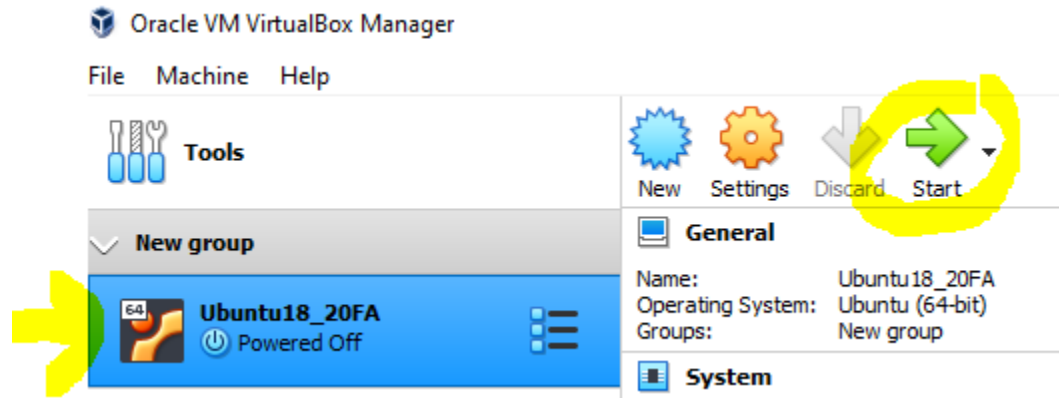 Oracle VM VirtualBox Manager
File Machine Help
Tools
New Settings Discard Start
New group
64
Ubuntu18_20FA
Powered Off
General
Name: Ubuntu18_20FA
Operating System: Ubuntu (64-bit)
Groups: New group
System